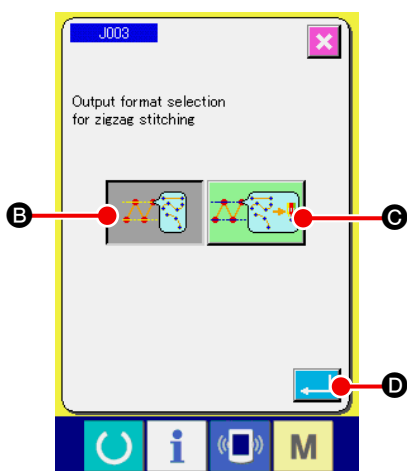 J003
Output format selection
for zigzag stitching
B
C
D
i
M